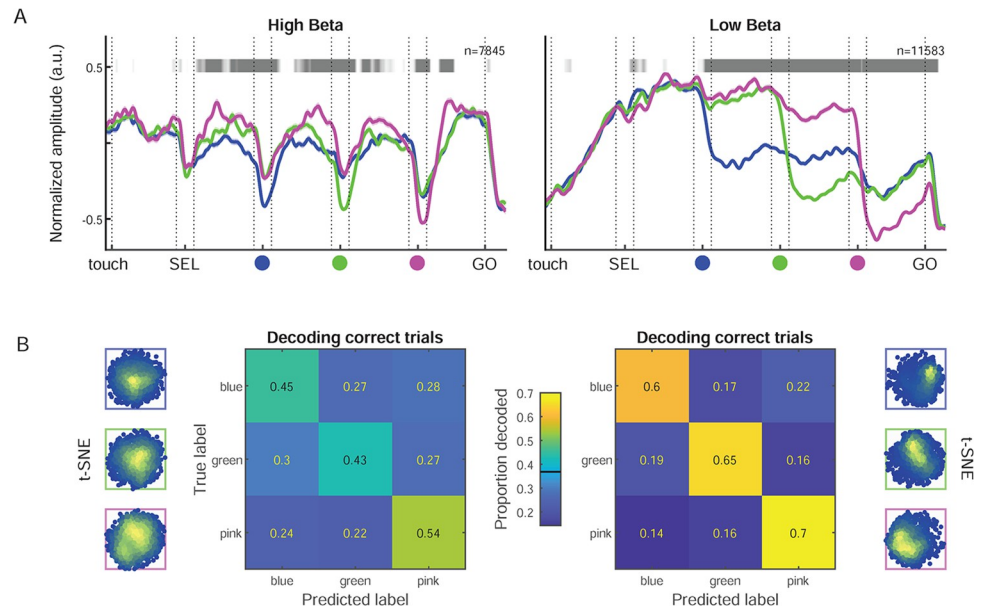 A
High Beta
Low Beta
Normalized amplitude (a.u.)
0.5
-0.5
n=7845
n=11583
touch SEL GO
touch SEL GO
B
Decoding correct trials
Decoding correct trials
t-SNE
True label
blue
green
pink
0.45 0.27 0.28
0.3 0.43 0.27
0.24 0.22 0.54
blue green pink
Predicted label
Proportion decoded
0.7
0.6
0.5
0.4
0.3
0.2
blue
green
pink
0.6 0.17 0.22
0.19 0.65 0.16
0.14 0.16 0.7
blue green pink
Predicted label
t-SNE